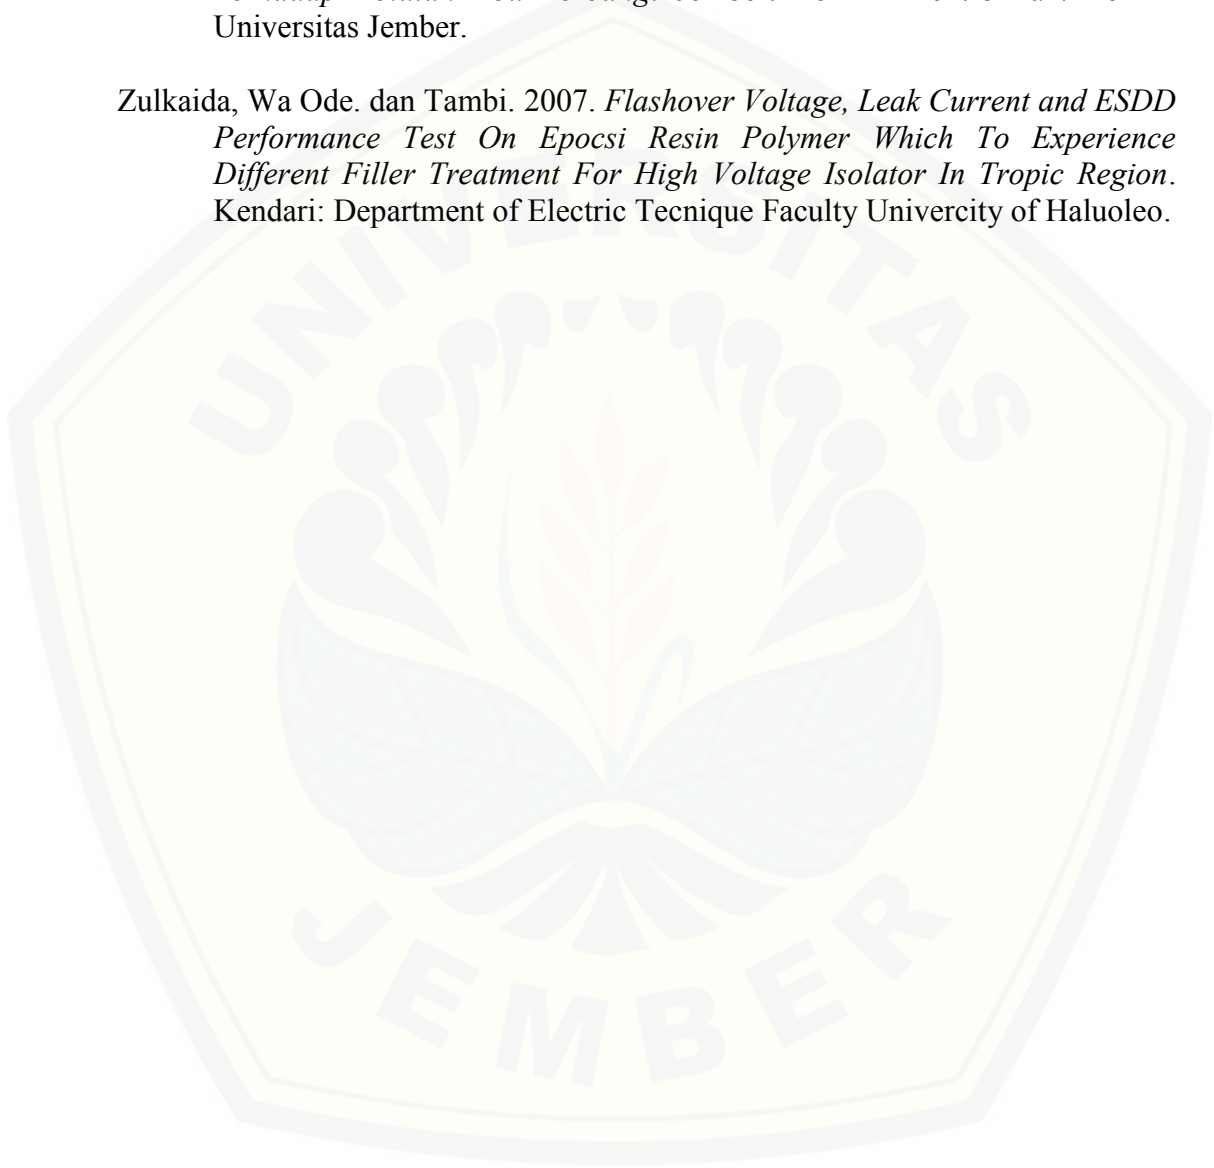 Universitas Jember.
Zulkaida, Wa Ode. dan Tambi. 2007. Flashover Voltage, Leak Current and ESDD
Performance Test On Epocsi Resin Polymer Which To Experience
Different Filler Treatment For High Voltage Isolator In Tropic Region.
Kendari: Department of Electric Tecnique Faculty Univercity of Haluoleo.
UNIVERSITAS
JEMBER